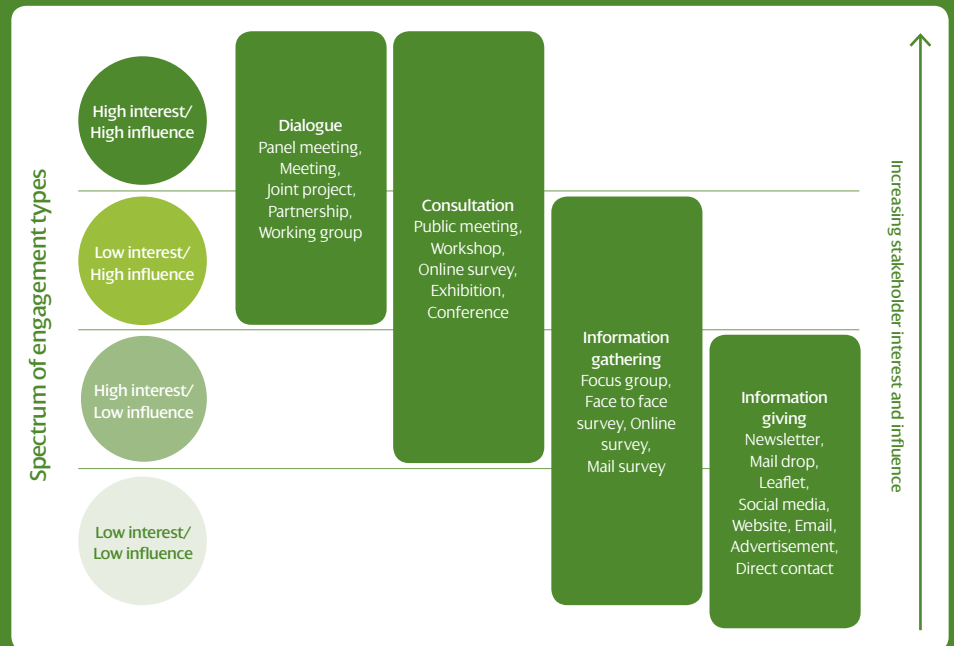 Spectrum of engagement types
High interest/
High influence
Low interest/
High influence
High interest/
Low influence
Low interest/
Low influence
Dialogue
Panel meeting,
Meeting,
Joint project,
Partnership,
Working group
Consultation
Public meeting,
Workshop,
Online survey,
Exhibition,
Conference
Information
gathering
Focus group,
Face to face
survey, Online
survey,
Mail survey
Information
giving
Newsletter,
Mail drop,
Leaflet,
Social media,
Website, Email,
Advertisement,
Direct contact
Increasing stakeholder interest and influence